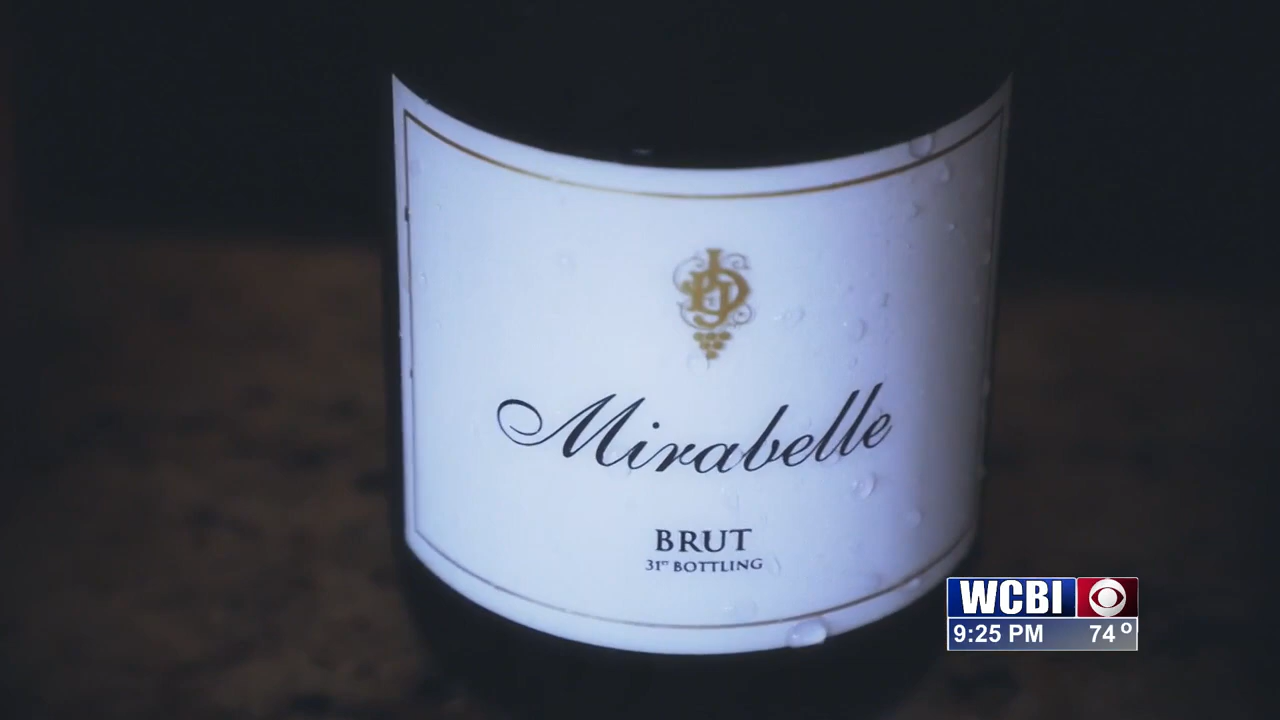 Mirabelle
BRUT
31ST BOTTLING
WCBI
9:25 PM 74°